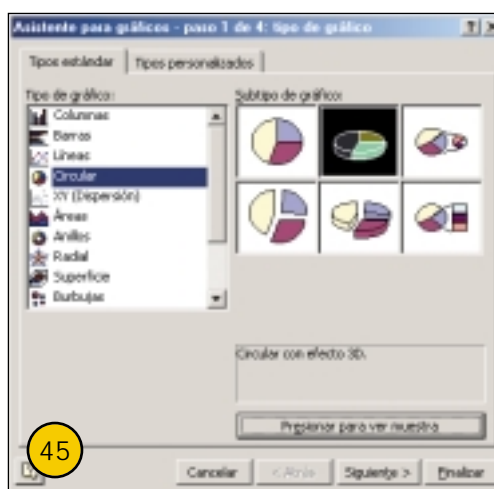 Asistente para gráficos - paso 1 de 4: tipo de gráfico
Tipos estándar
Tipos personalizados
Tipo de gráfico:
Subtipo de gráfico:
Columnas
Barras
Líneas
Circular
XY (Dispersión)
Áreas
Anillos
Radial
Superficie
Burbujas
Circular con efecto 3D.
Presionar para ver muestra
45
Cancelar
< Atrás
Siguiente >
Finalizar